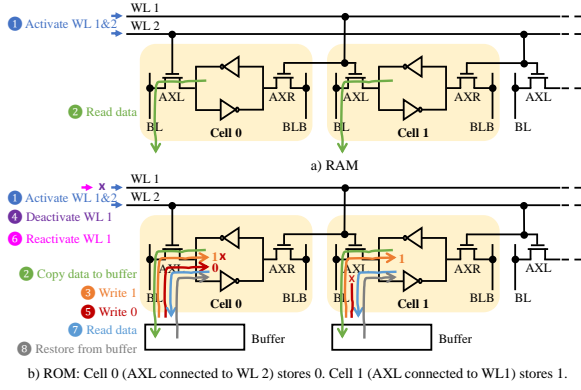 WL 1
1 Activate WL 1&2
WL 2
AXL
AXR
AXL
AXR
AXL
2 Read data
BL
Cell 0
BLB
BL
Cell 1
BLB
BL
a) RAM
x
WL 1
1 Activate WL 1&2
WL 2
4 Deactivate WL 1
6 Reactivate WL 1
1x
1
AXL
0
AXR
AXL
x
AXR
AXL
2 Copy data to buffer
3 Write 1
BL
Cell 0
BLB
BL
Cell 1
BLB
BL
5 Write 0
7 Read data
Buffer
Buffer
8 Restore from buffer
b) ROM: Cell 0 (AXL connected to WL 2) stores 0. Cell 1 (AXL connected to WL1) stores 1.